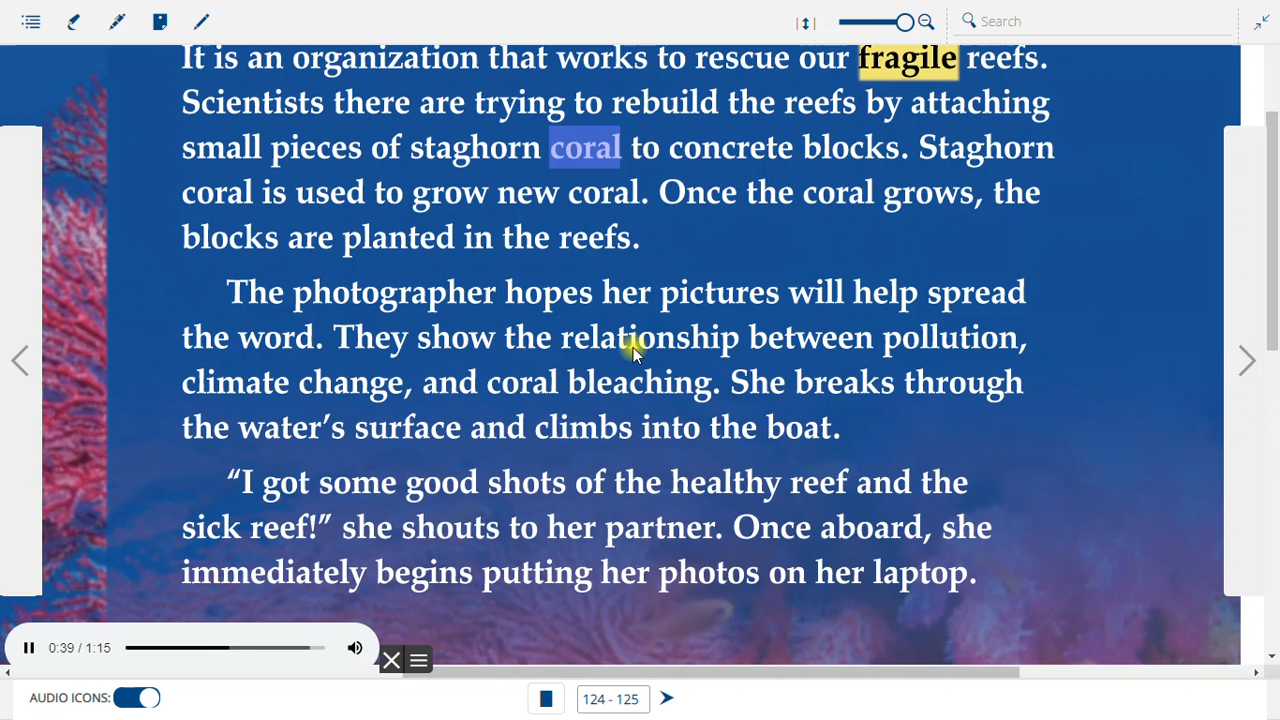 Search
It is an organization that works to rescue our fragile reefs.
Scientists there are trying to rebuild the reefs by attaching
small pieces of staghorn coral to concrete blocks. Staghorn
coral is used to grow new coral. Once the coral grows, the
blocks are planted in the reefs.
The photographer hopes her pictures will help spread
the word. They show the relationship between pollution,
climate change, and coral bleaching. She breaks through
the water’s surface and climbs into the boat.
“I got some good shots of the healthy reef and the
sick reef!” she shouts to her partner. Once aboard, she
immediately begins putting her photos on her laptop.
0:39 / 1:15
AUDIO ICONS:
124 - 125